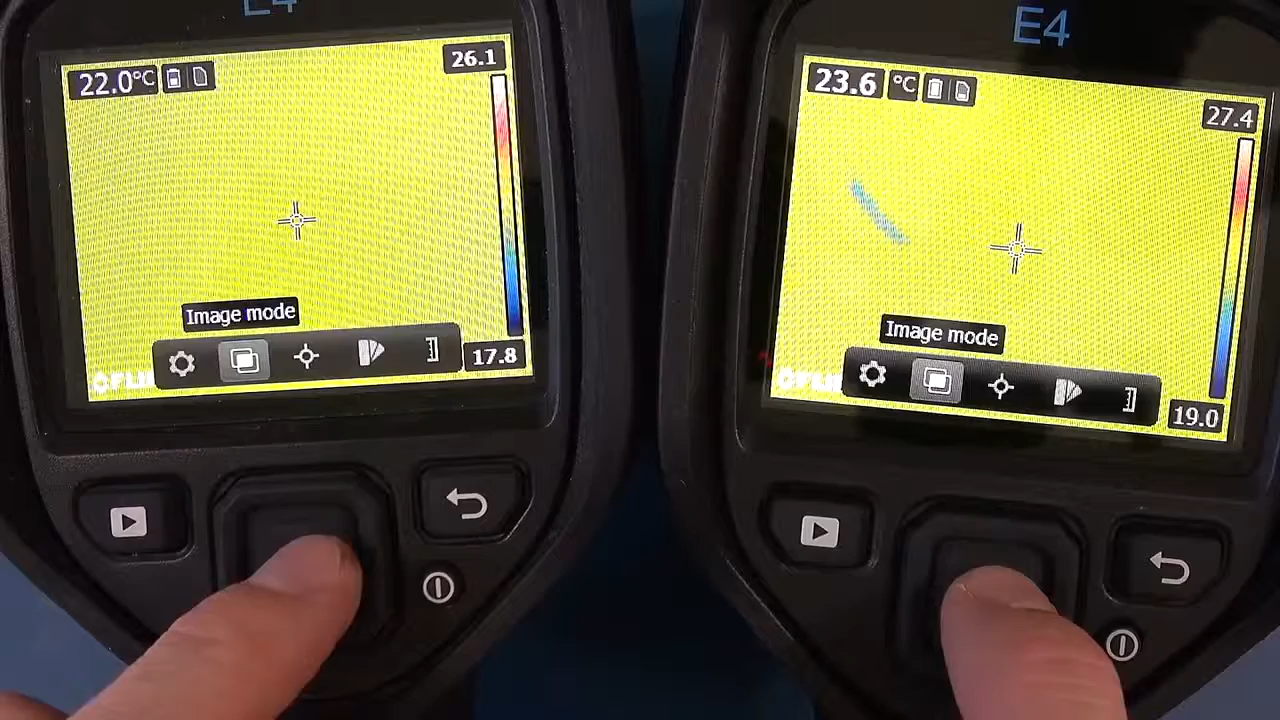 E4
22.0°C
26.1
Image mode
17.8
E4
23.6 °C
27.4
Image mode
19.0